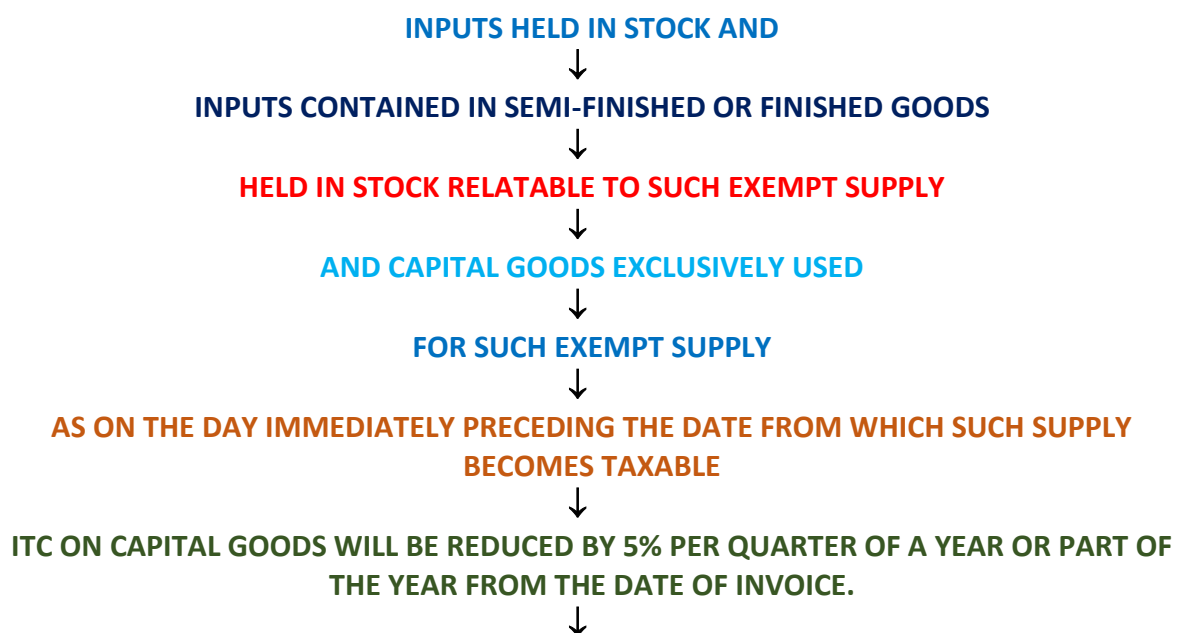 INPUTS HELD IN STOCK AND
↓
INPUTS CONTAINED IN SEMI-FINISHED OR FINISHED GOODS
↓
HELD IN STOCK RELATABLE TO SUCH EXEMPT SUPPLY
↓
AND CAPITAL GOODS EXCLUSIVELY USED
↓
FOR SUCH EXEMPT SUPPLY
↓
AS ON THE DAY IMMEDIATELY PRECEDING THE DATE FROM WHICH SUCH SUPPLY
BECOMES TAXABLE
↓
ITC ON CAPITAL GOODS WILL BE REDUCED BY 5% PER QUARTER OF A YEAR OR PART OF
THE YEAR FROM THE DATE OF INVOICE.
↓